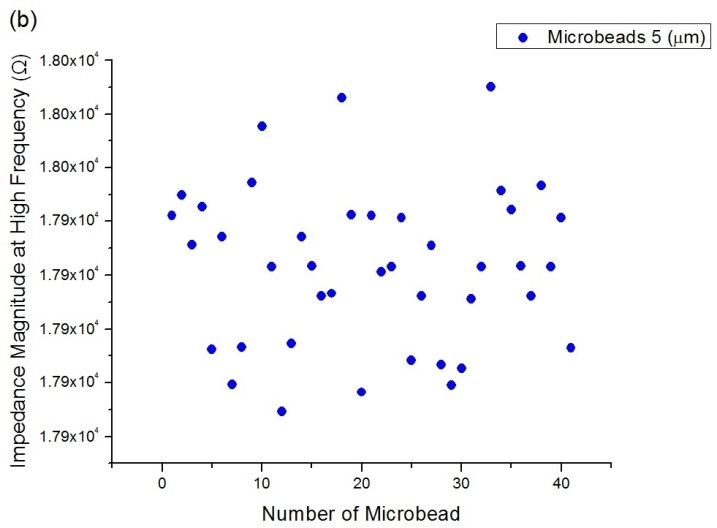 (b)
Microbeads 5 (μm)
Impedance Magnitude at High Frequency (Ω)
1.80x10⁴
1.80x10⁴
1.80x10⁴
1.79x10⁴
1.79x10⁴
1.79x10⁴
1.79x10⁴
1.79x10⁴
0 10 20 30 40
Number of Microbead